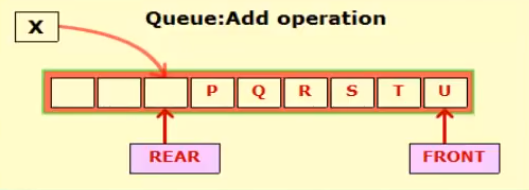 Queue:Add operation
X
P Q R S T U
REAR FRONT